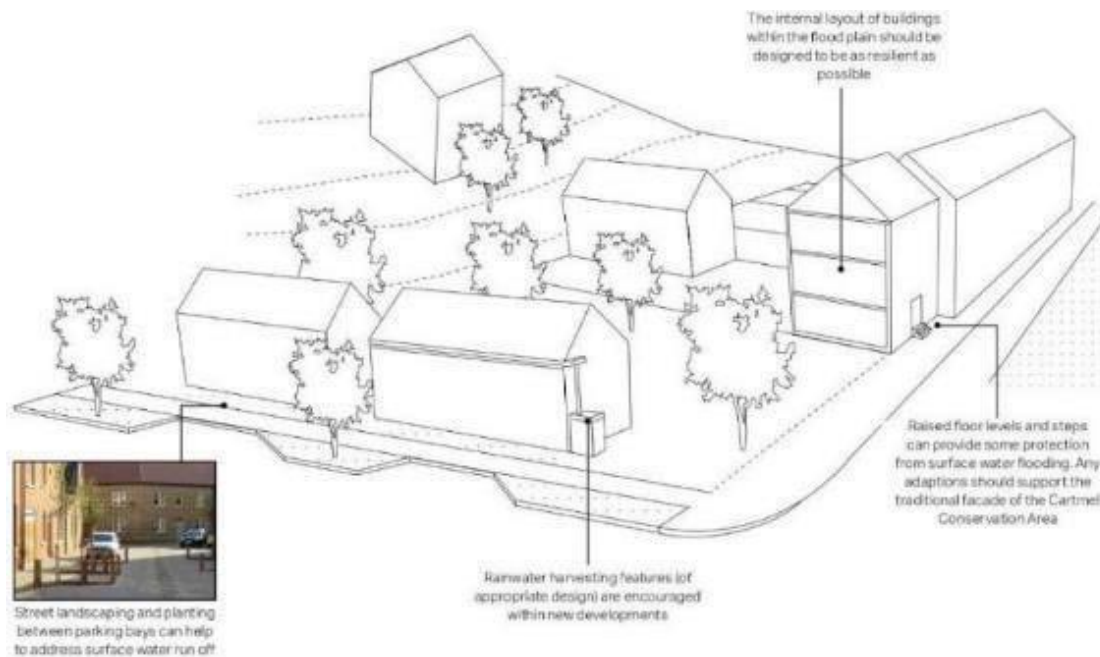 The internal layout of buildings
within the flood plain should be
designed to be as resilient as
possible
Raised floor levels and steps
can provide some protection
from surface water flooding. Any
adaptions should support the
traditional facade of the Cartmel
Conservation Area
Rainwater harvesting features (of
appropriate design) are encouraged
within new developments
Street landscaping and planting
between parking bays can help
to address surface water run off